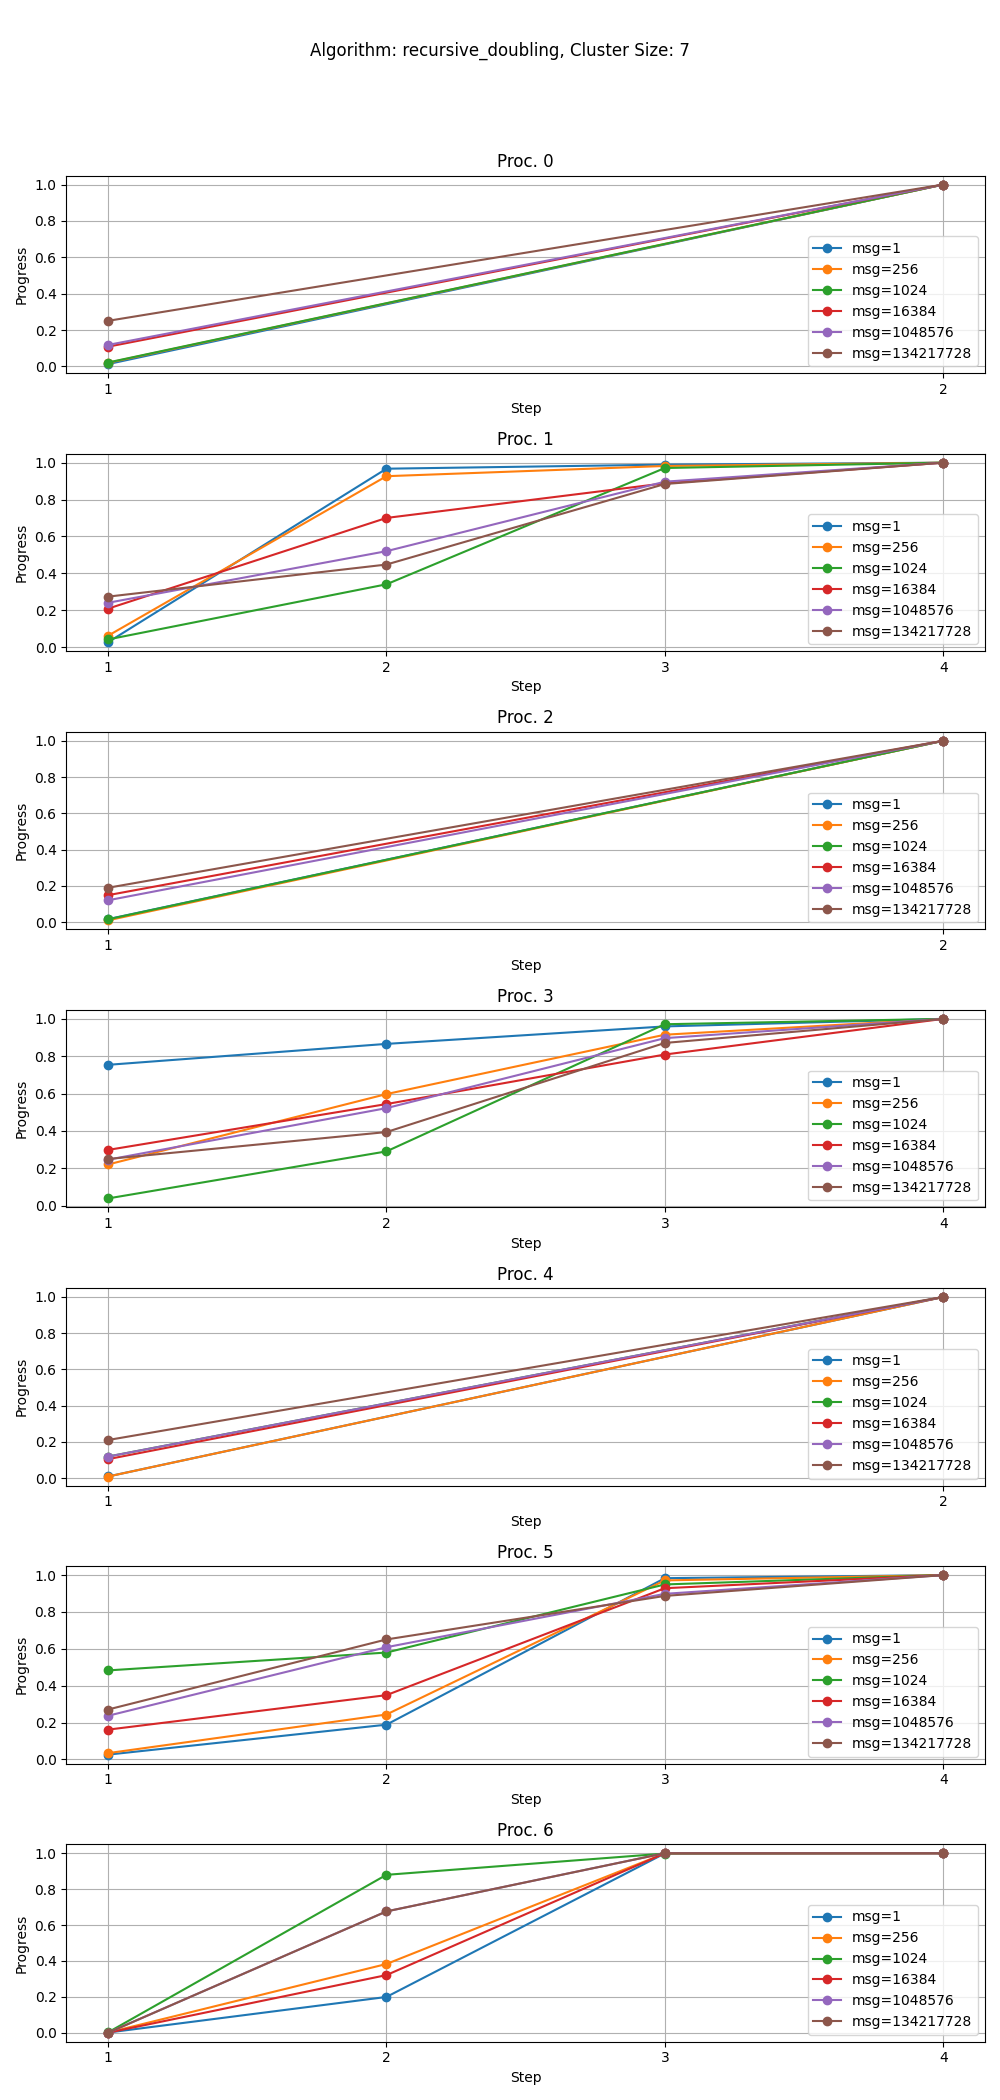 Algorithm: recursive_doubling, Cluster Size: 7
Proc. 0
1.0
0.8
0.6
0.4
0.2
0.0
Progress
msg=1
msg=256
msg=1024
msg=16384
msg=1048576
msg=134217728
1 2
Step
Proc. 1
1.0
0.8
0.6
0.4
0.2
0.0
Progress
msg=1
msg=256
msg=1024
msg=16384
msg=1048576
msg=134217728
1 2 3 4
Step
Proc. 2
1.0
0.8
0.6
0.4
0.2
0.0
Progress
msg=1
msg=256
msg=1024
msg=16384
msg=1048576
msg=134217728
1 2
Step
Proc. 3
1.0
0.8
0.6
0.4
0.2
0.0
Progress
msg=1
msg=256
msg=1024
msg=16384
msg=1048576
msg=134217728
1 2 3 4
Step
Proc. 4
1.0
0.8
0.6
0.4
0.2
0.0
Progress
msg=1
msg=256
msg=1024
msg=16384
msg=1048576
msg=134217728
1 2
Step
Proc. 5
1.0
0.8
0.6
0.4
0.2
0.0
Progress
msg=1
msg=256
msg=1024
msg=16384
msg=1048576
msg=134217728
1 2 3 4
Step
Proc. 6
1.0
0.8
0.6
0.4
0.2
0.0
Progress
msg=1
msg=256
msg=1024
msg=16384
msg=1048576
msg=134217728
1 2 3 4
Step